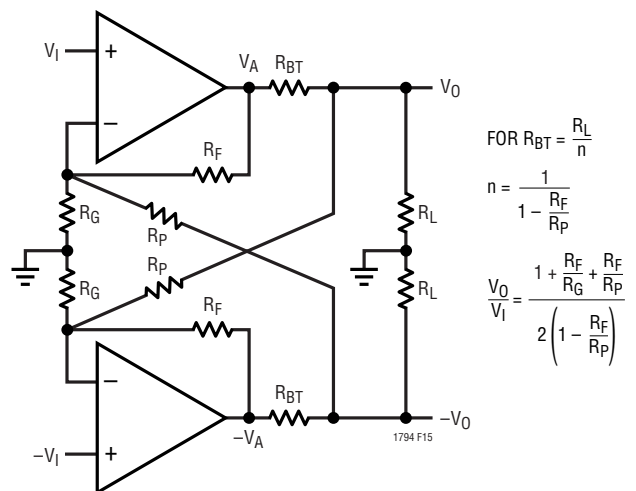 V_I
+
V_A
R_BT
V_O
−
R_F
R_G
R_P
R_L
FOR R_BT = R_L/n
n = 1/(1 − R_F/R_P)
V_O/V_I = (1 + R_F/R_G + R_F/R_P)/(2(1 − R_F/R_P))
R_P
R_G
R_L
R_F
−
R_BT
−V_O
−V_A
1794 F15
−V_I
+